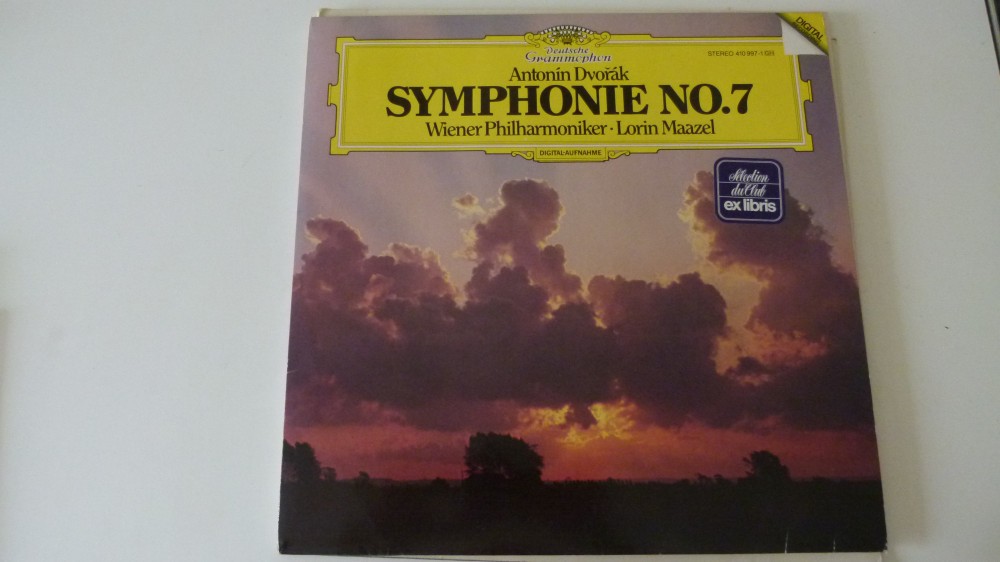 DIGITAL
Deutsche
Grammophon
STEREO 410 997-1 GH
Antonín Dvořák
SYMPHONIE NO.7
Wiener Philharmoniker · Lorin Maazel
DIGITAL-AUFNAHME
Sélection
du Club
ex libris